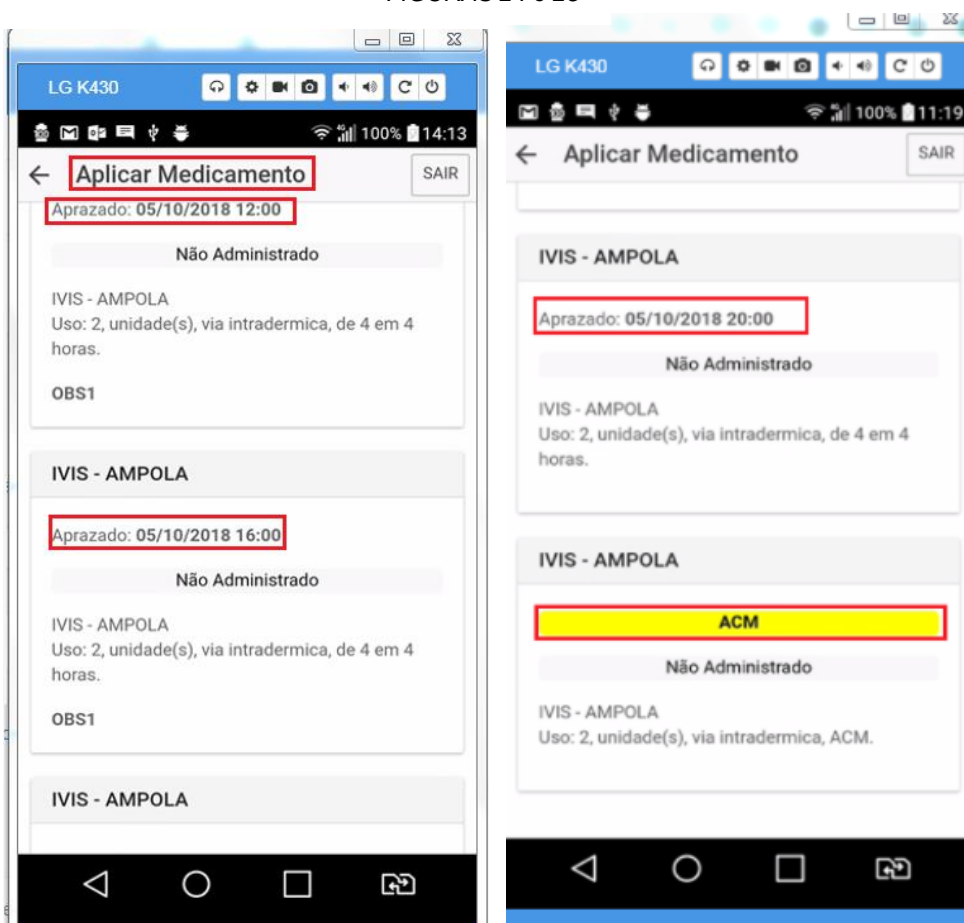 LG K430
100% 14:13
Aplicar Medicamento
SAIR
Aprazado: 05/10/2018 12:00
Não Administrado
IVIS - AMPOLA
Uso: 2, unidade(s), via intradermica, de 4 em 4
horas.
OBS1
IVIS - AMPOLA
Aprazado: 05/10/2018 16:00
Não Administrado
IVIS - AMPOLA
Uso: 2, unidade(s), via intradermica, de 4 em 4
horas.
OBS1
IVIS - AMPOLA
LG K430
100% 11:19
Aplicar Medicamento
SAIR
IVIS - AMPOLA
Aprazado: 05/10/2018 20:00
Não Administrado
IVIS - AMPOLA
Uso: 2, unidade(s), via intradermica, de 4 em 4
horas.
IVIS - AMPOLA
ACM
Não Administrado
IVIS - AMPOLA
Uso: 2, unidade(s), via intradermica, ACM.